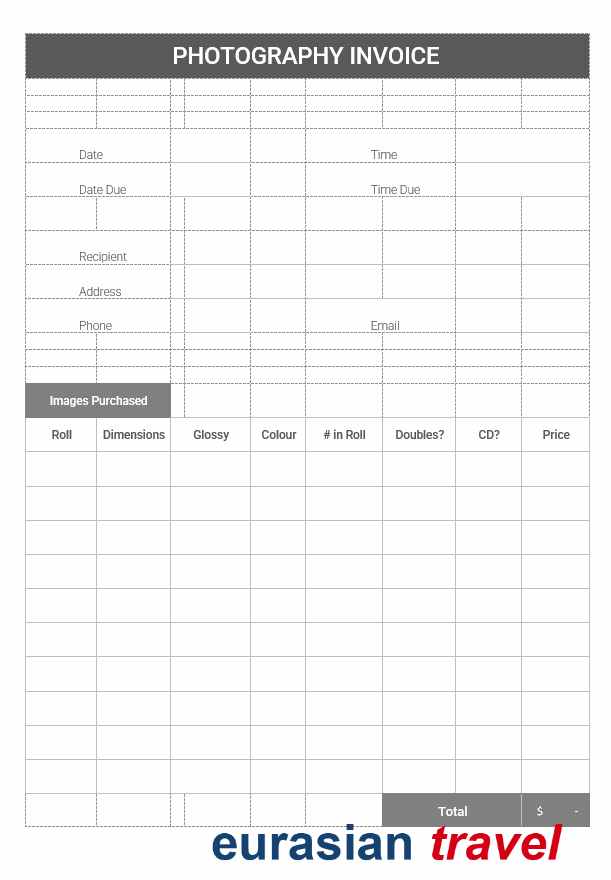 PHOTOGRAPHY INVOICE
Date Time
Date Due Time Due
Recipient
Address
Phone Email
Images Purchased
Roll Dimensions Glossy Colour # in Roll Doubles? CD? Price
Total $ -
eurasian travel